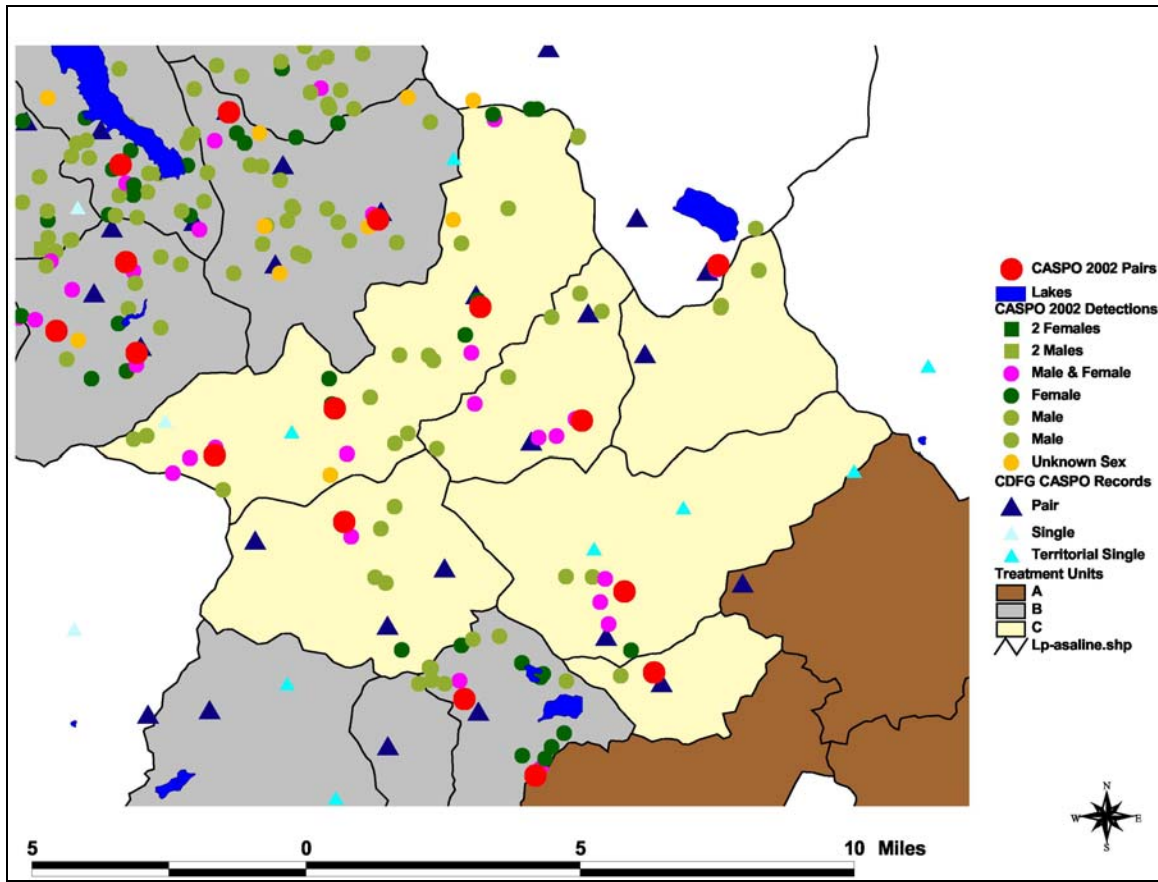 CASPO 2002 Pairs
Lakes
CASPO 2002 Detections
2 Females
2 Males
Male & Female
Female
Male
Male
Unknown Sex
CDFG CASPO Records
Pair
Single
Territorial Single
Treatment Units
A
B
C
Lp-asaline.shp
N
W E
S
5 0 5 10 Miles